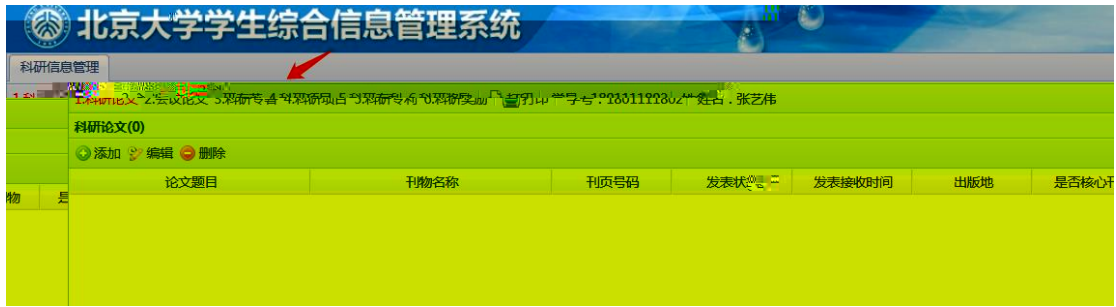 北京大学学生综合信息管理系统
科研信息管理
1.科研论文 2.会议论文 3.科研专著 4.科研项目 5.科研专利 6.科研奖励 打印 学号: 姓名:张艺伟
科研论文(0)
添加 编辑 删除
论文题目 刊物名称 刊页号码 发表状 发表接收时间 出版地 是否核心刊
物 是